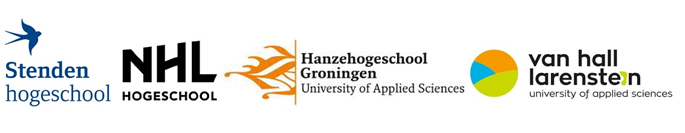 Stenden
hogeschool
NHL
HOGESCHOOL
Hanzehogeschool
Groningen
University of Applied Sciences
van hall
larenstein
university of applied sciences